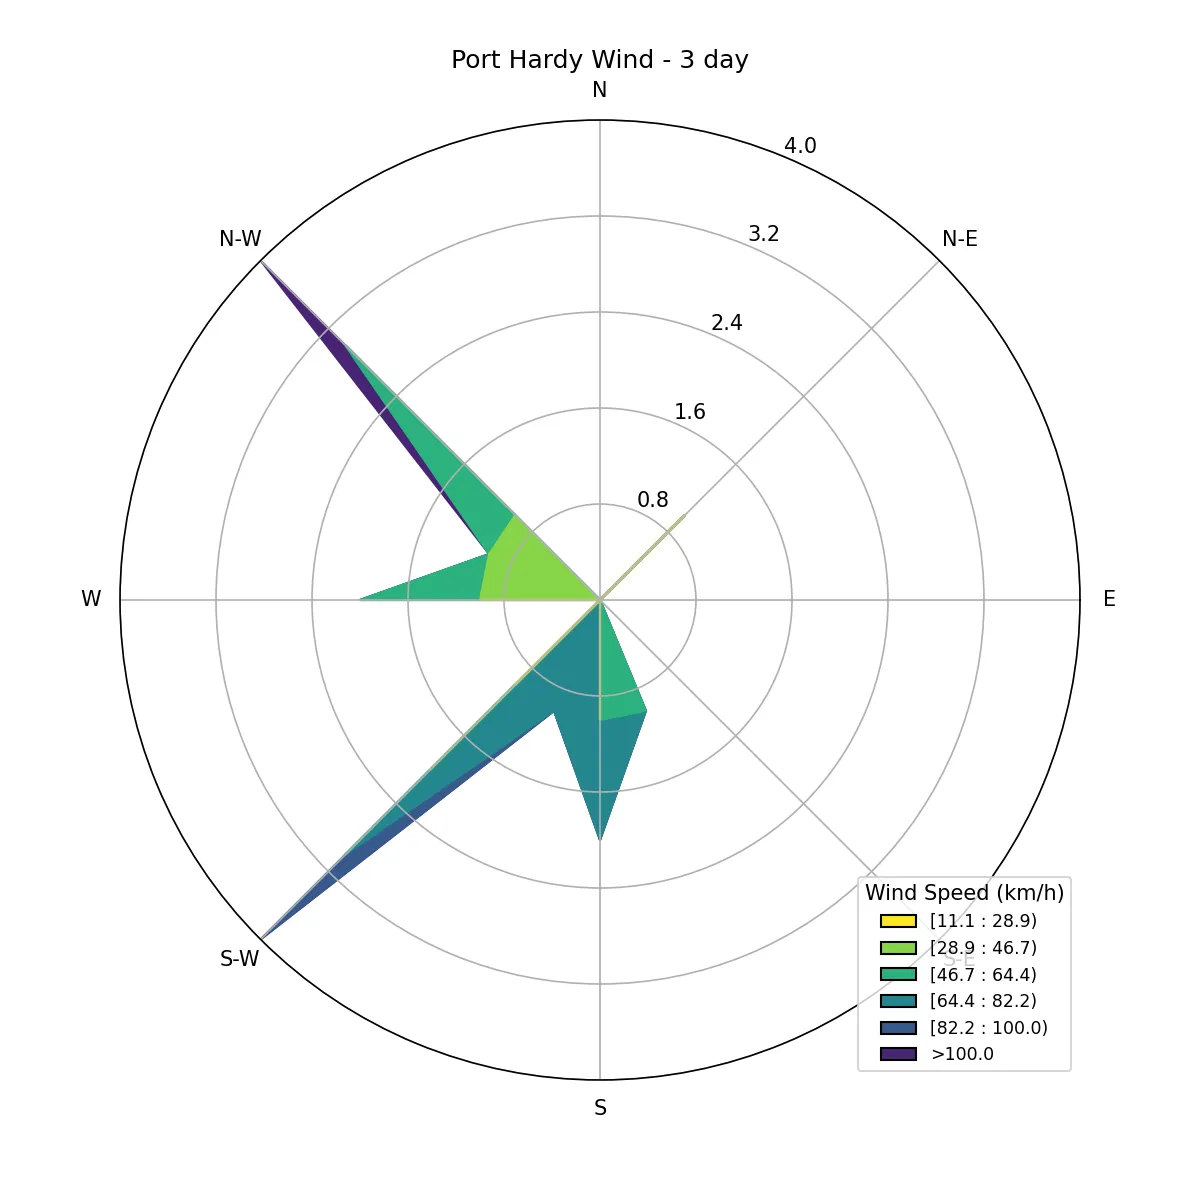 Port Hardy Wind - 3 day
N
4.0
N-W
N-E
3.2
2.4
1.6
0.8
W
E
S-W
S-E
Wind Speed (km/h)
[11.1 : 28.9)
[28.9 : 46.7)
[46.7 : 64.4)
[64.4 : 82.2)
[82.2 : 100.0)
>100.0
S